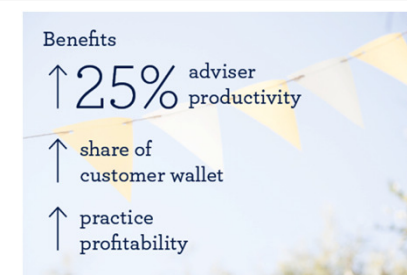 Benefits
↑ 25% adviser
productivity
↑ share of
customer wallet
↑ practice
profitability